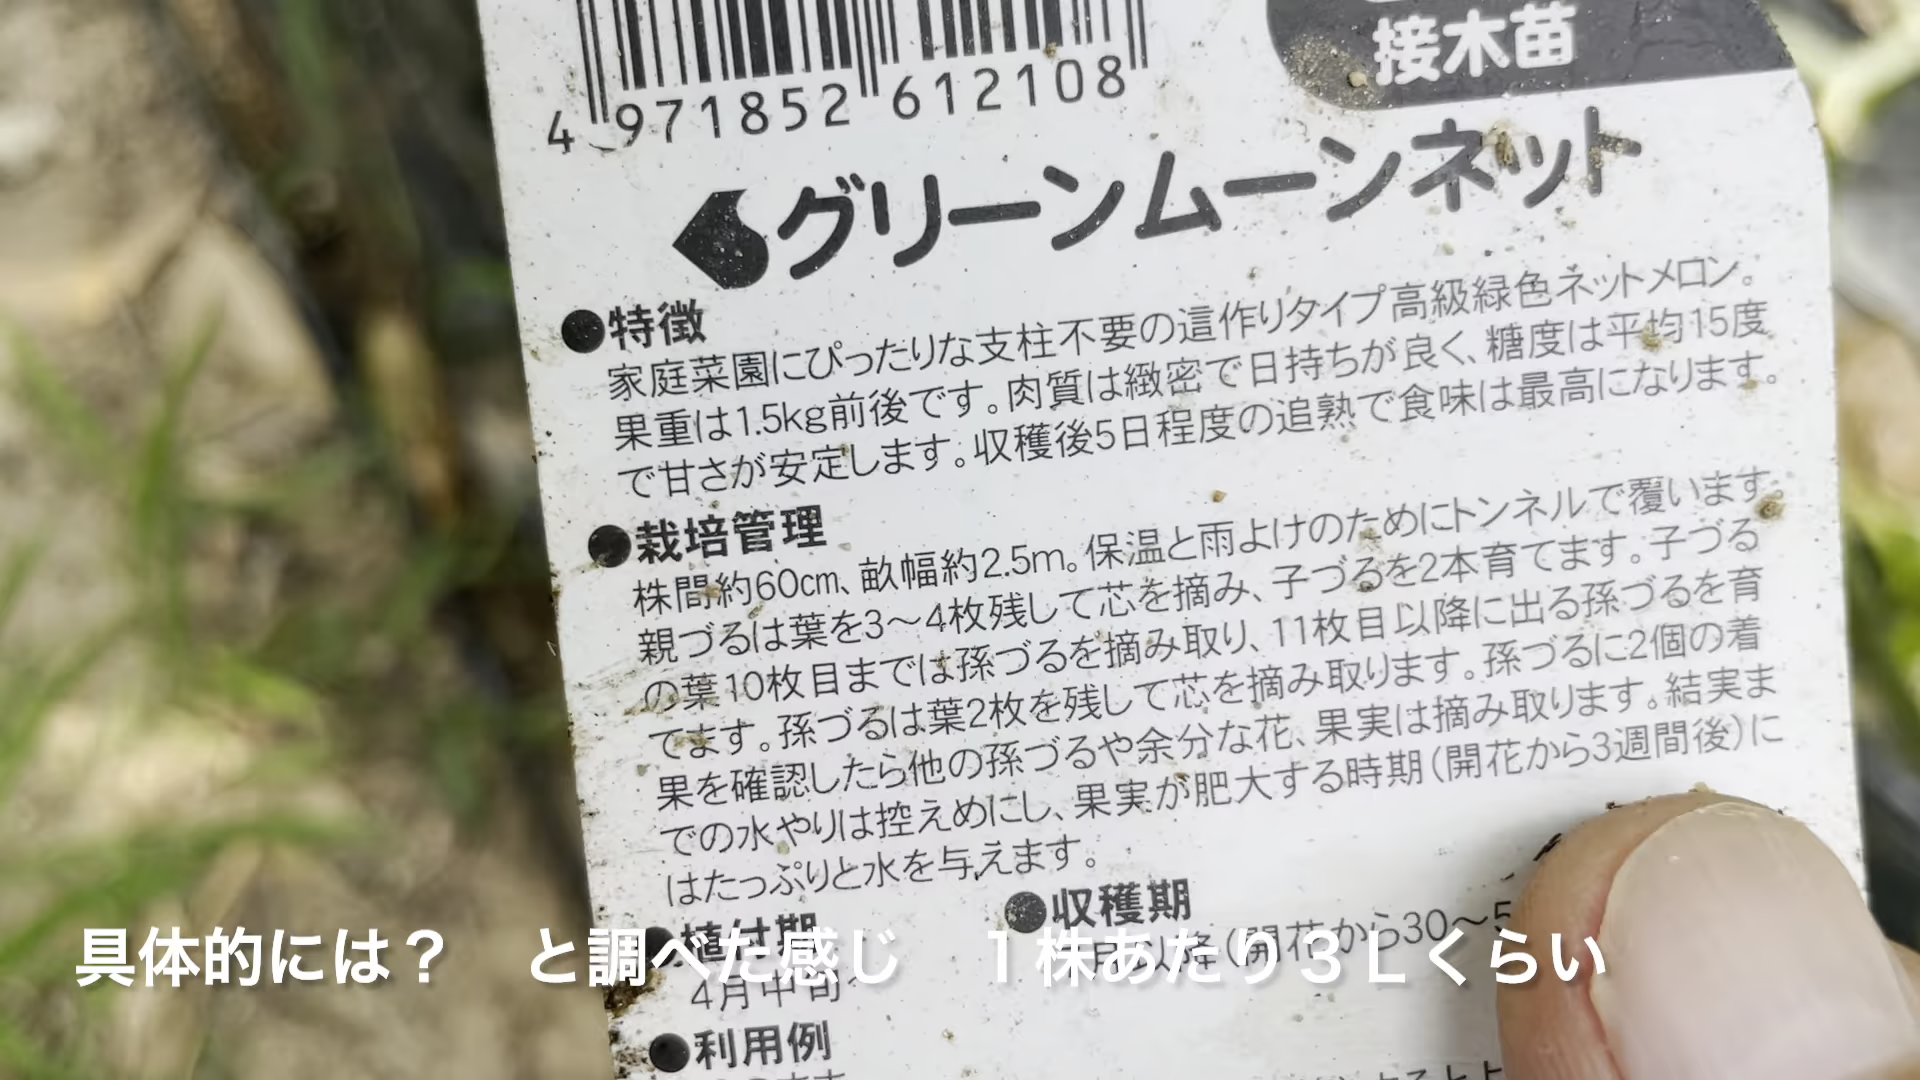 接木苗
4 971852 612108
グリーンムーンネット
●特徴
家庭菜園にぴったりな支柱不要の這作りタイプ高級緑色ネットメロン。
果重は1.5kg前後です。肉質は緻密で日持ちが良く、糖度は平均15度
で甘さが安定します。収穫後5日程度の追熟で食味は最高になります。
●栽培管理
株間約60cm、畝幅約2.5m。保温と雨よけのためにトンネルで覆います。
親づるは葉を3～4枚残して芯を摘み、子づるを2本育てます。子づる
の葉10枚目までは孫づるを摘み取り、11枚目以降に出る孫づるを育
てます。孫づるは葉2枚を残して芯を摘み取ります。孫づるに2個の着
果を確認したら他の孫づるや余分な花、果実は摘み取ります。結実ま
での水やりは控えめにし、果実が肥大する時期(開花から3週間後)に
はたっぷりと水を与えます。
●植付期
4月中旬
●収穫期
月以降(開花から30～5
具体的には？ と調べた感じ １株あたり３Ｌくらい
●利用例